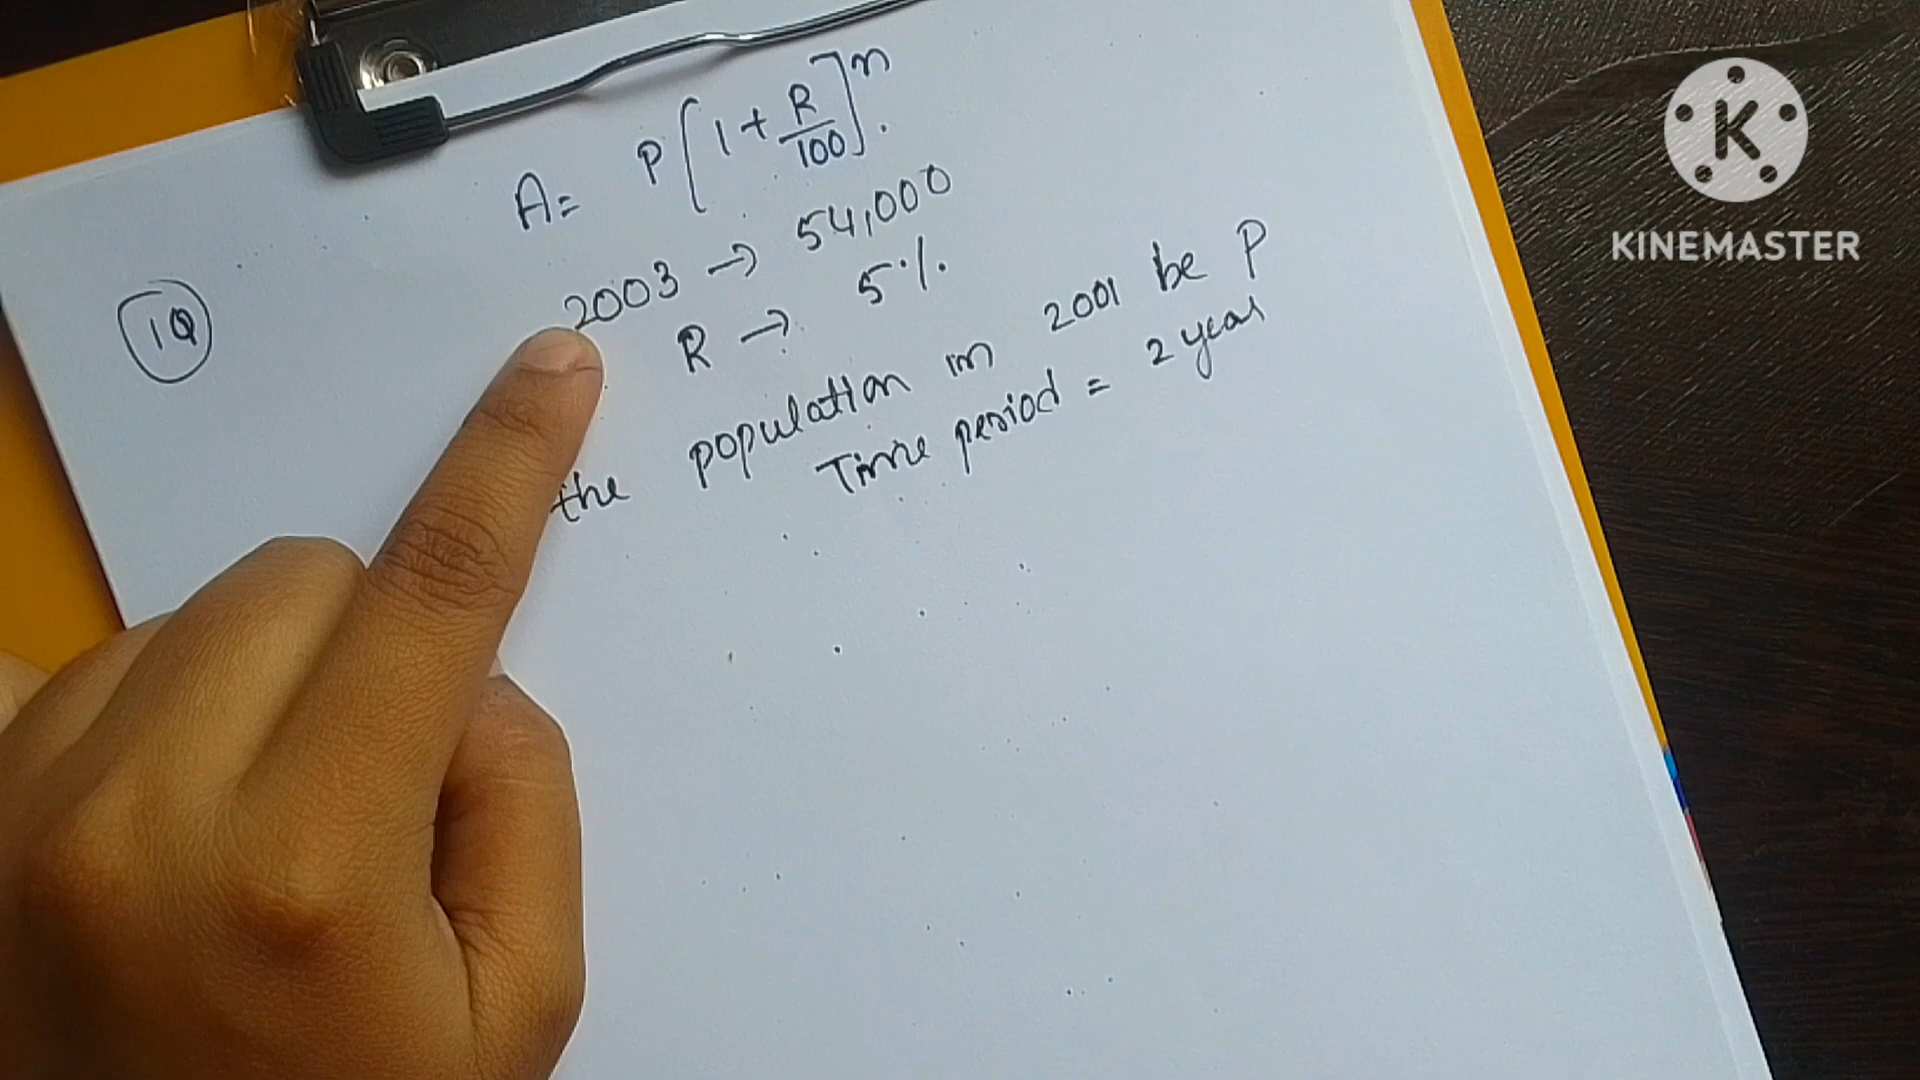 A = P[1 + R/100]^n.
1Q
2003 → 54,000
R → 5%.
the population in 2001 be P
Time period = 2 year
K
KINEMASTER